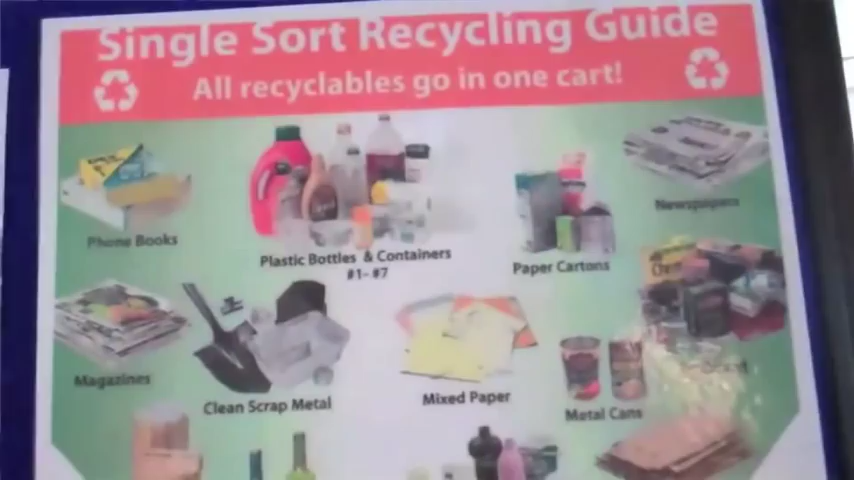 Single Sort Recycling Guide
All recyclables go in one cart!
Phone Books
Plastic Bottles & Containers
#1- #7
Paper Cartons
Newspapers
Magazines
Clean Scrap Metal
Mixed Paper
Metal Cans